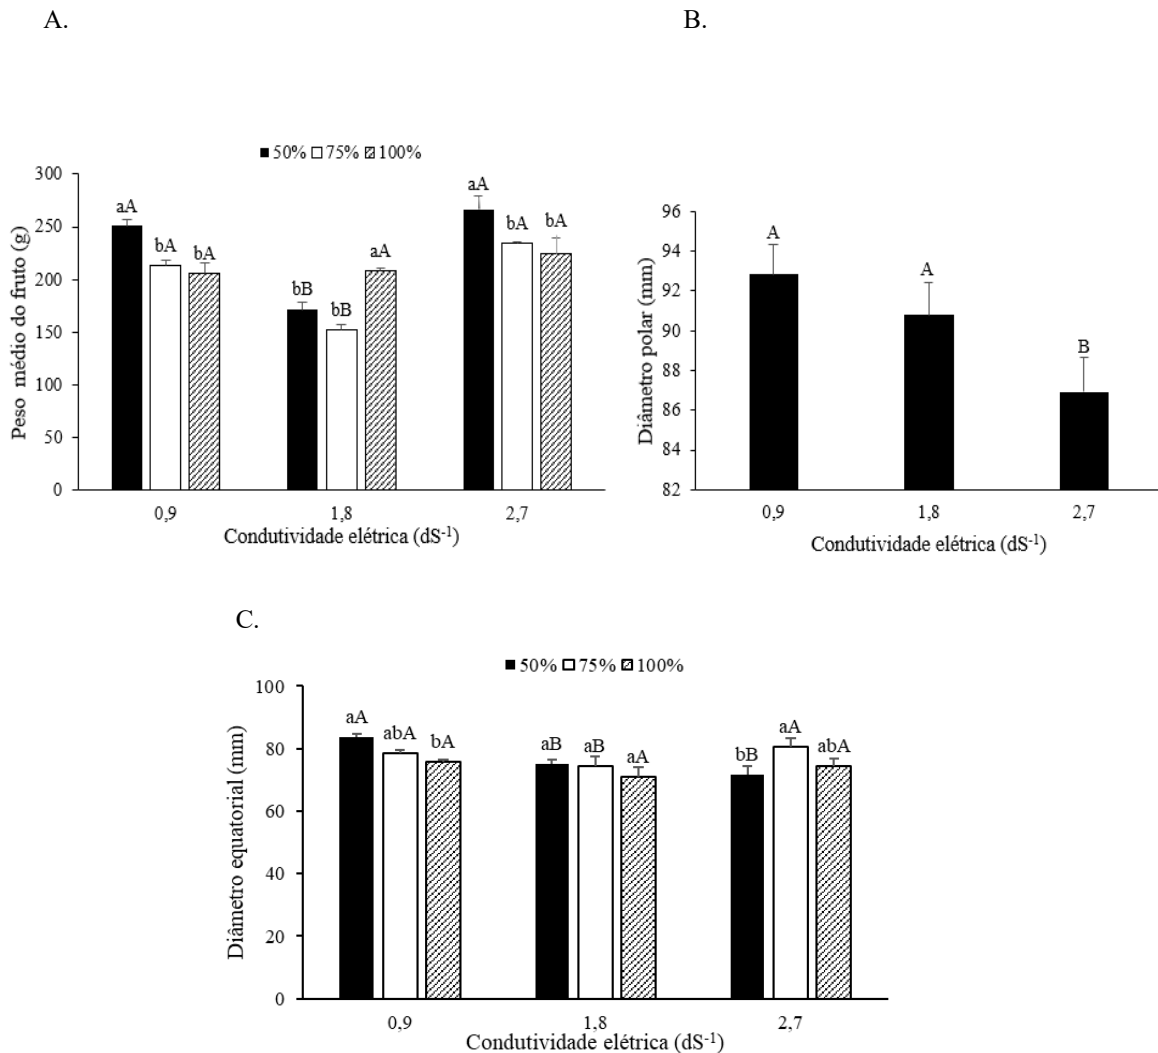 A.
B.
50% 75% 100%
300
250
200
150
100
50
0
Peso médio do fruto (g)
aA
bA
bA
bB
bB
aA
aA
bA
bA
0,9 1,8 2,7
Condutividade elétrica (dS⁻¹)
96
94
92
90
88
86
84
82
Diâmetro polar (mm)
A
A
B
0,9 1,8 2,7
Condutividade elétrica (dS⁻¹)
C.
50% 75% 100%
100
80
60
40
20
0
Diâmetro equatorial (mm)
aA
abA
bA
aB
aB
aA
bB
aA
abA
0,9 1,8 2,7
Condutividade elétrica (dS⁻¹)